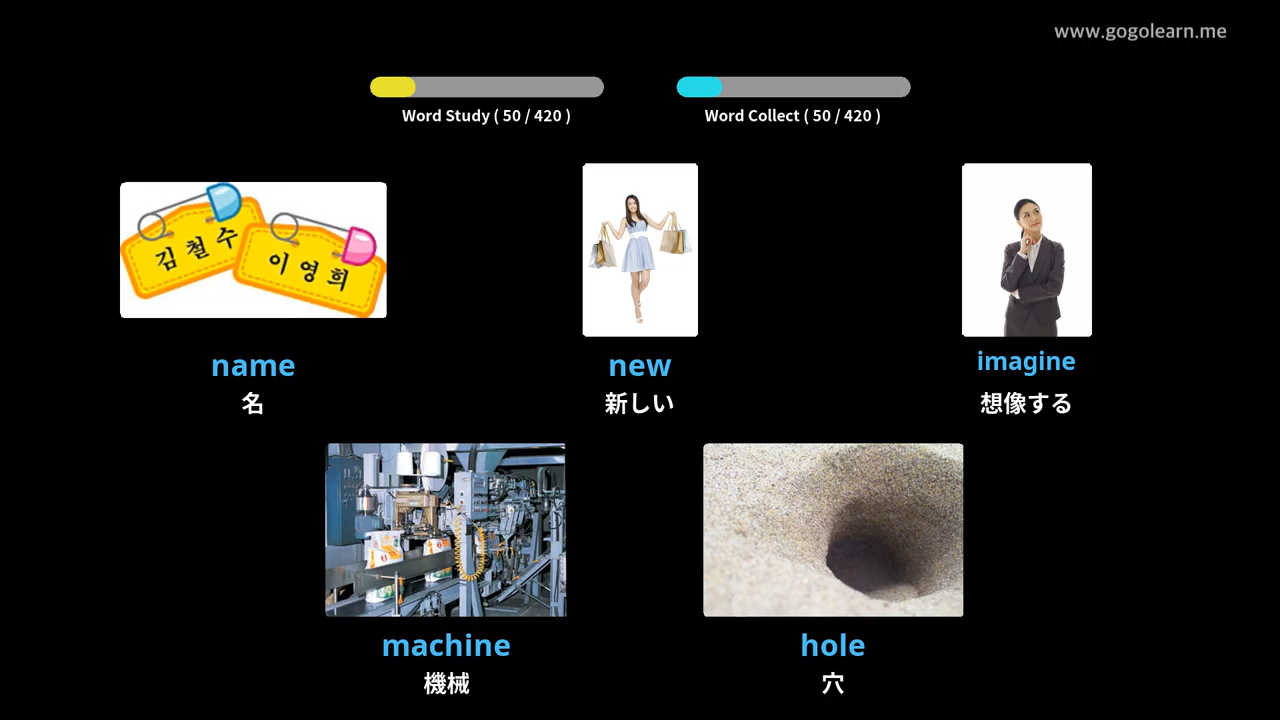 www.gogolearn.me
Word Study ( 50 / 420 )
Word Collect ( 50 / 420 )
김철수
이영희
name
名
new
新しい
imagine
想像する
machine
機械
hole
穴